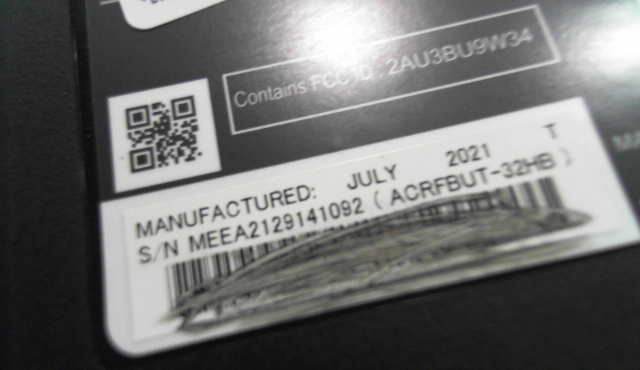 Contains FCC ID 2AU3BU9W34
MANUFACTURED: JULY 2021 T
S/N MEEA2129141092 ( ACRFBUT-32HB )